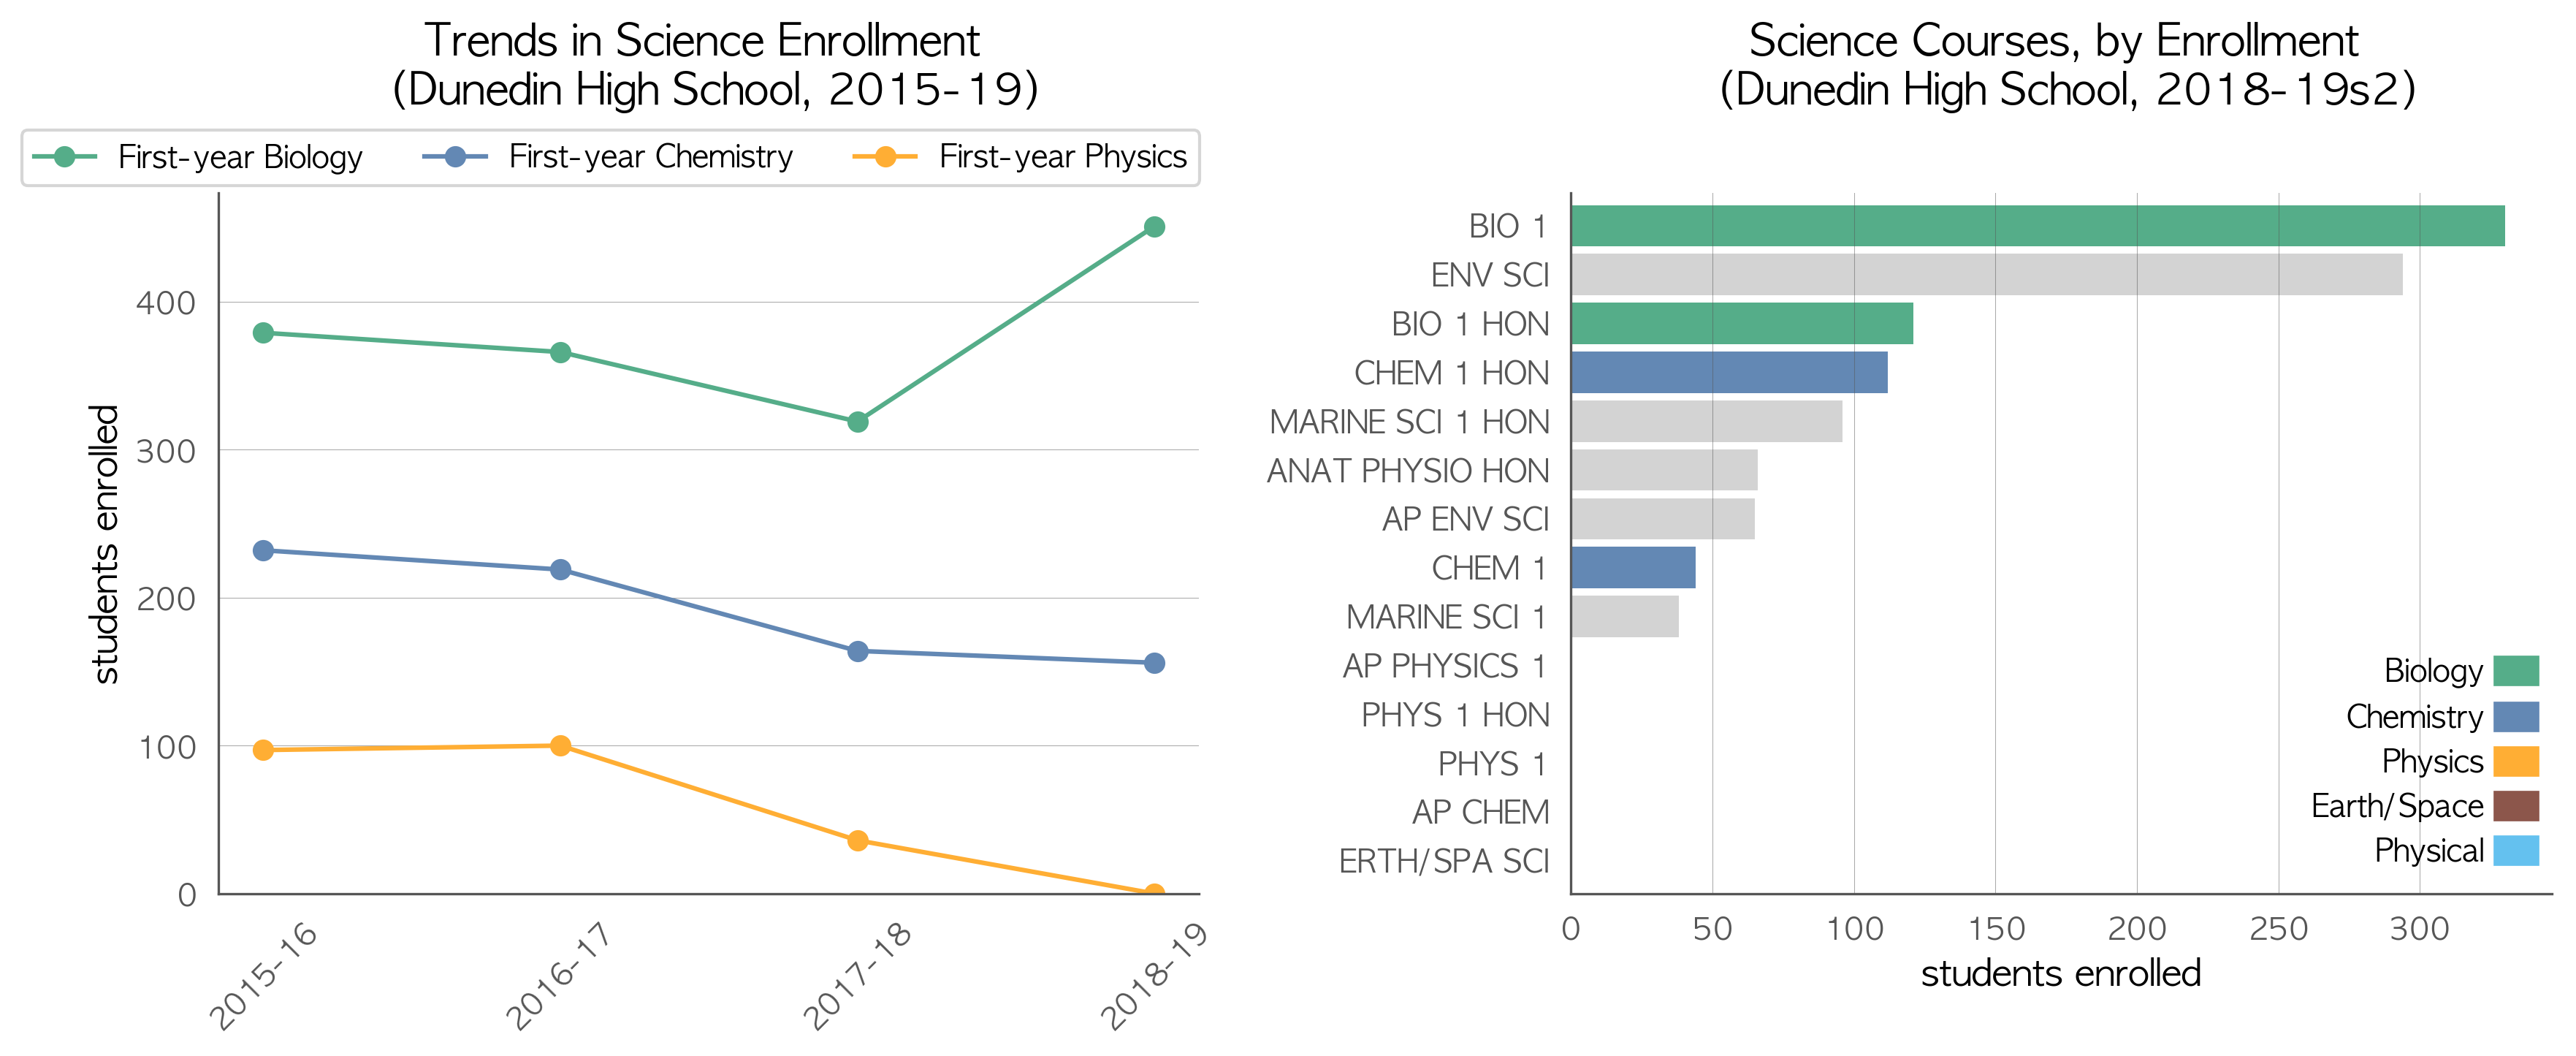 Trends in Science Enrollment
(Dunedin High School, 2015-19)
First-year Biology
First-year Chemistry
First-year Physics
students enrolled
400
300
200
100
0
2015-16
2016-17
2017-18
2018-19
Science Courses, by Enrollment
(Dunedin High School, 2018-19s2)
BIO 1
ENV SCI
BIO 1 HON
CHEM 1 HON
MARINE SCI 1 HON
ANAT PHYSIO HON
AP ENV SCI
CHEM 1
MARINE SCI 1
AP PHYSICS 1
PHYS 1 HON
PHYS 1
AP CHEM
ERTH/SPA SCI
Biology
Chemistry
Physics
Earth/Space
Physical
0 50 100 150 200 250 300
students enrolled